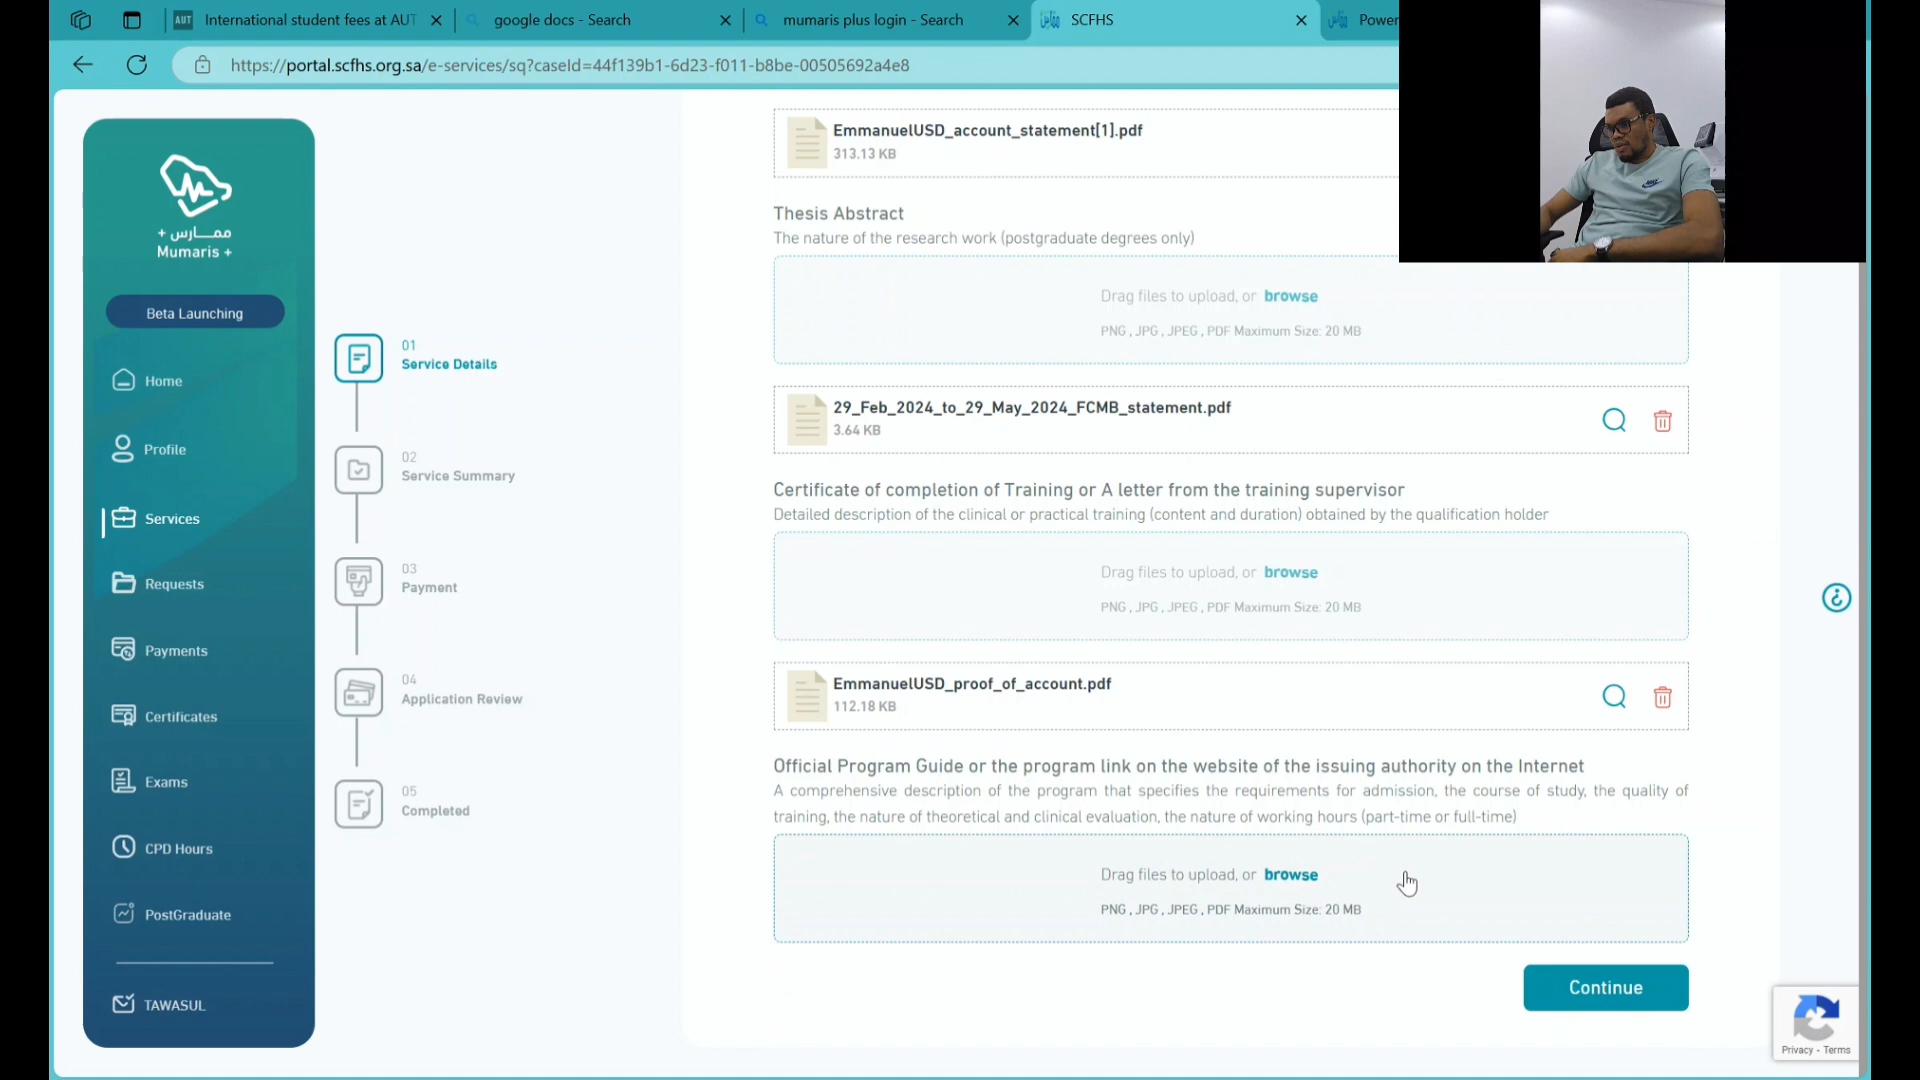 International student fees at AUT
google docs - Search
mumaris plus login - Search
SCFHS
Power
https://portal.scfhs.org.sa/e-services/sq?caseId=44f139b1-6d23-f011-b8be-00505692a4e8
ممارس +
Mumaris +
Beta Launching
Home
Profile
Services
Requests
Payments
Certificates
Exams
CPD Hours
PostGraduate
TAWASUL
01
Service Details
02
Service Summary
03
Payment
04
Application Review
05
Completed
EmmanuelUSD_account_statement[1].pdf
313.13 KB
Thesis Abstract
The nature of the research work (postgraduate degrees only)
Drag files to upload, or browse
PNG , JPG , JPEG , PDF Maximum Size: 20 MB
29_Feb_2024_to_29_May_2024_FCMB_statement.pdf
3.64 KB
Certificate of completion of Training or A letter from the training supervisor
Detailed description of the clinical or practical training (content and duration) obtained by the qualification holder
Drag files to upload, or browse
PNG , JPG , JPEG , PDF Maximum Size: 20 MB
EmmanuelUSD_proof_of_account.pdf
112.18 KB
Official Program Guide or the program link on the website of the issuing authority on the Internet
A comprehensive description of the program that specifies the requirements for admission, the course of study, the quality of
training, the nature of theoretical and clinical evaluation, the nature of working hours (part-time or full-time)
Drag files to upload, or browse
PNG , JPG , JPEG , PDF Maximum Size: 20 MB
Continue
Privacy - Terms